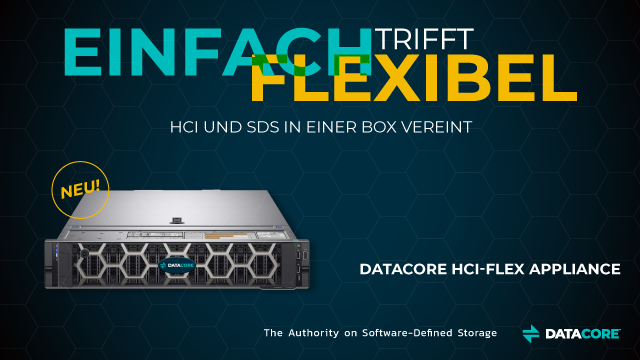 EINFACH TRIFFT
FLEXIBEL
HCI UND SDS IN EINER BOX VEREINT
NEU!
DATACORE
DATACORE HCI-FLEX APPLIANCE
The Authority on Software-Defined Storage
DATACORE